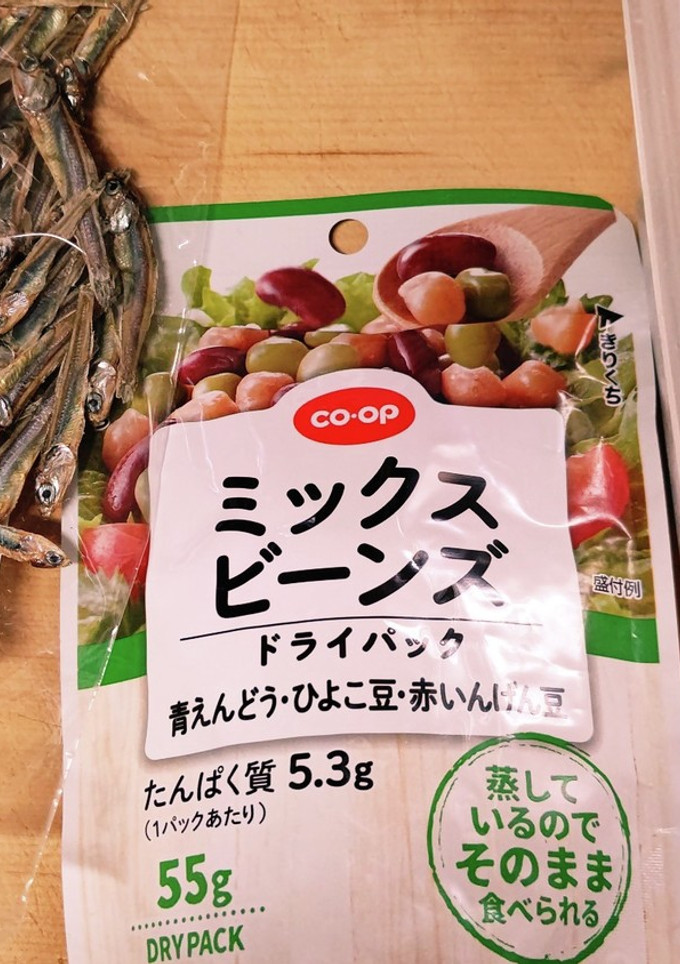 きりくち
CO・OP
ミックス
ビーンズ
ドライパック
青えんどう・ひよこ豆・赤いんげん豆
盛付例
たんぱく質 5.3g
(1パックあたり)
55g
DRY PACK
蒸して
いるので
そのまま
食べられる